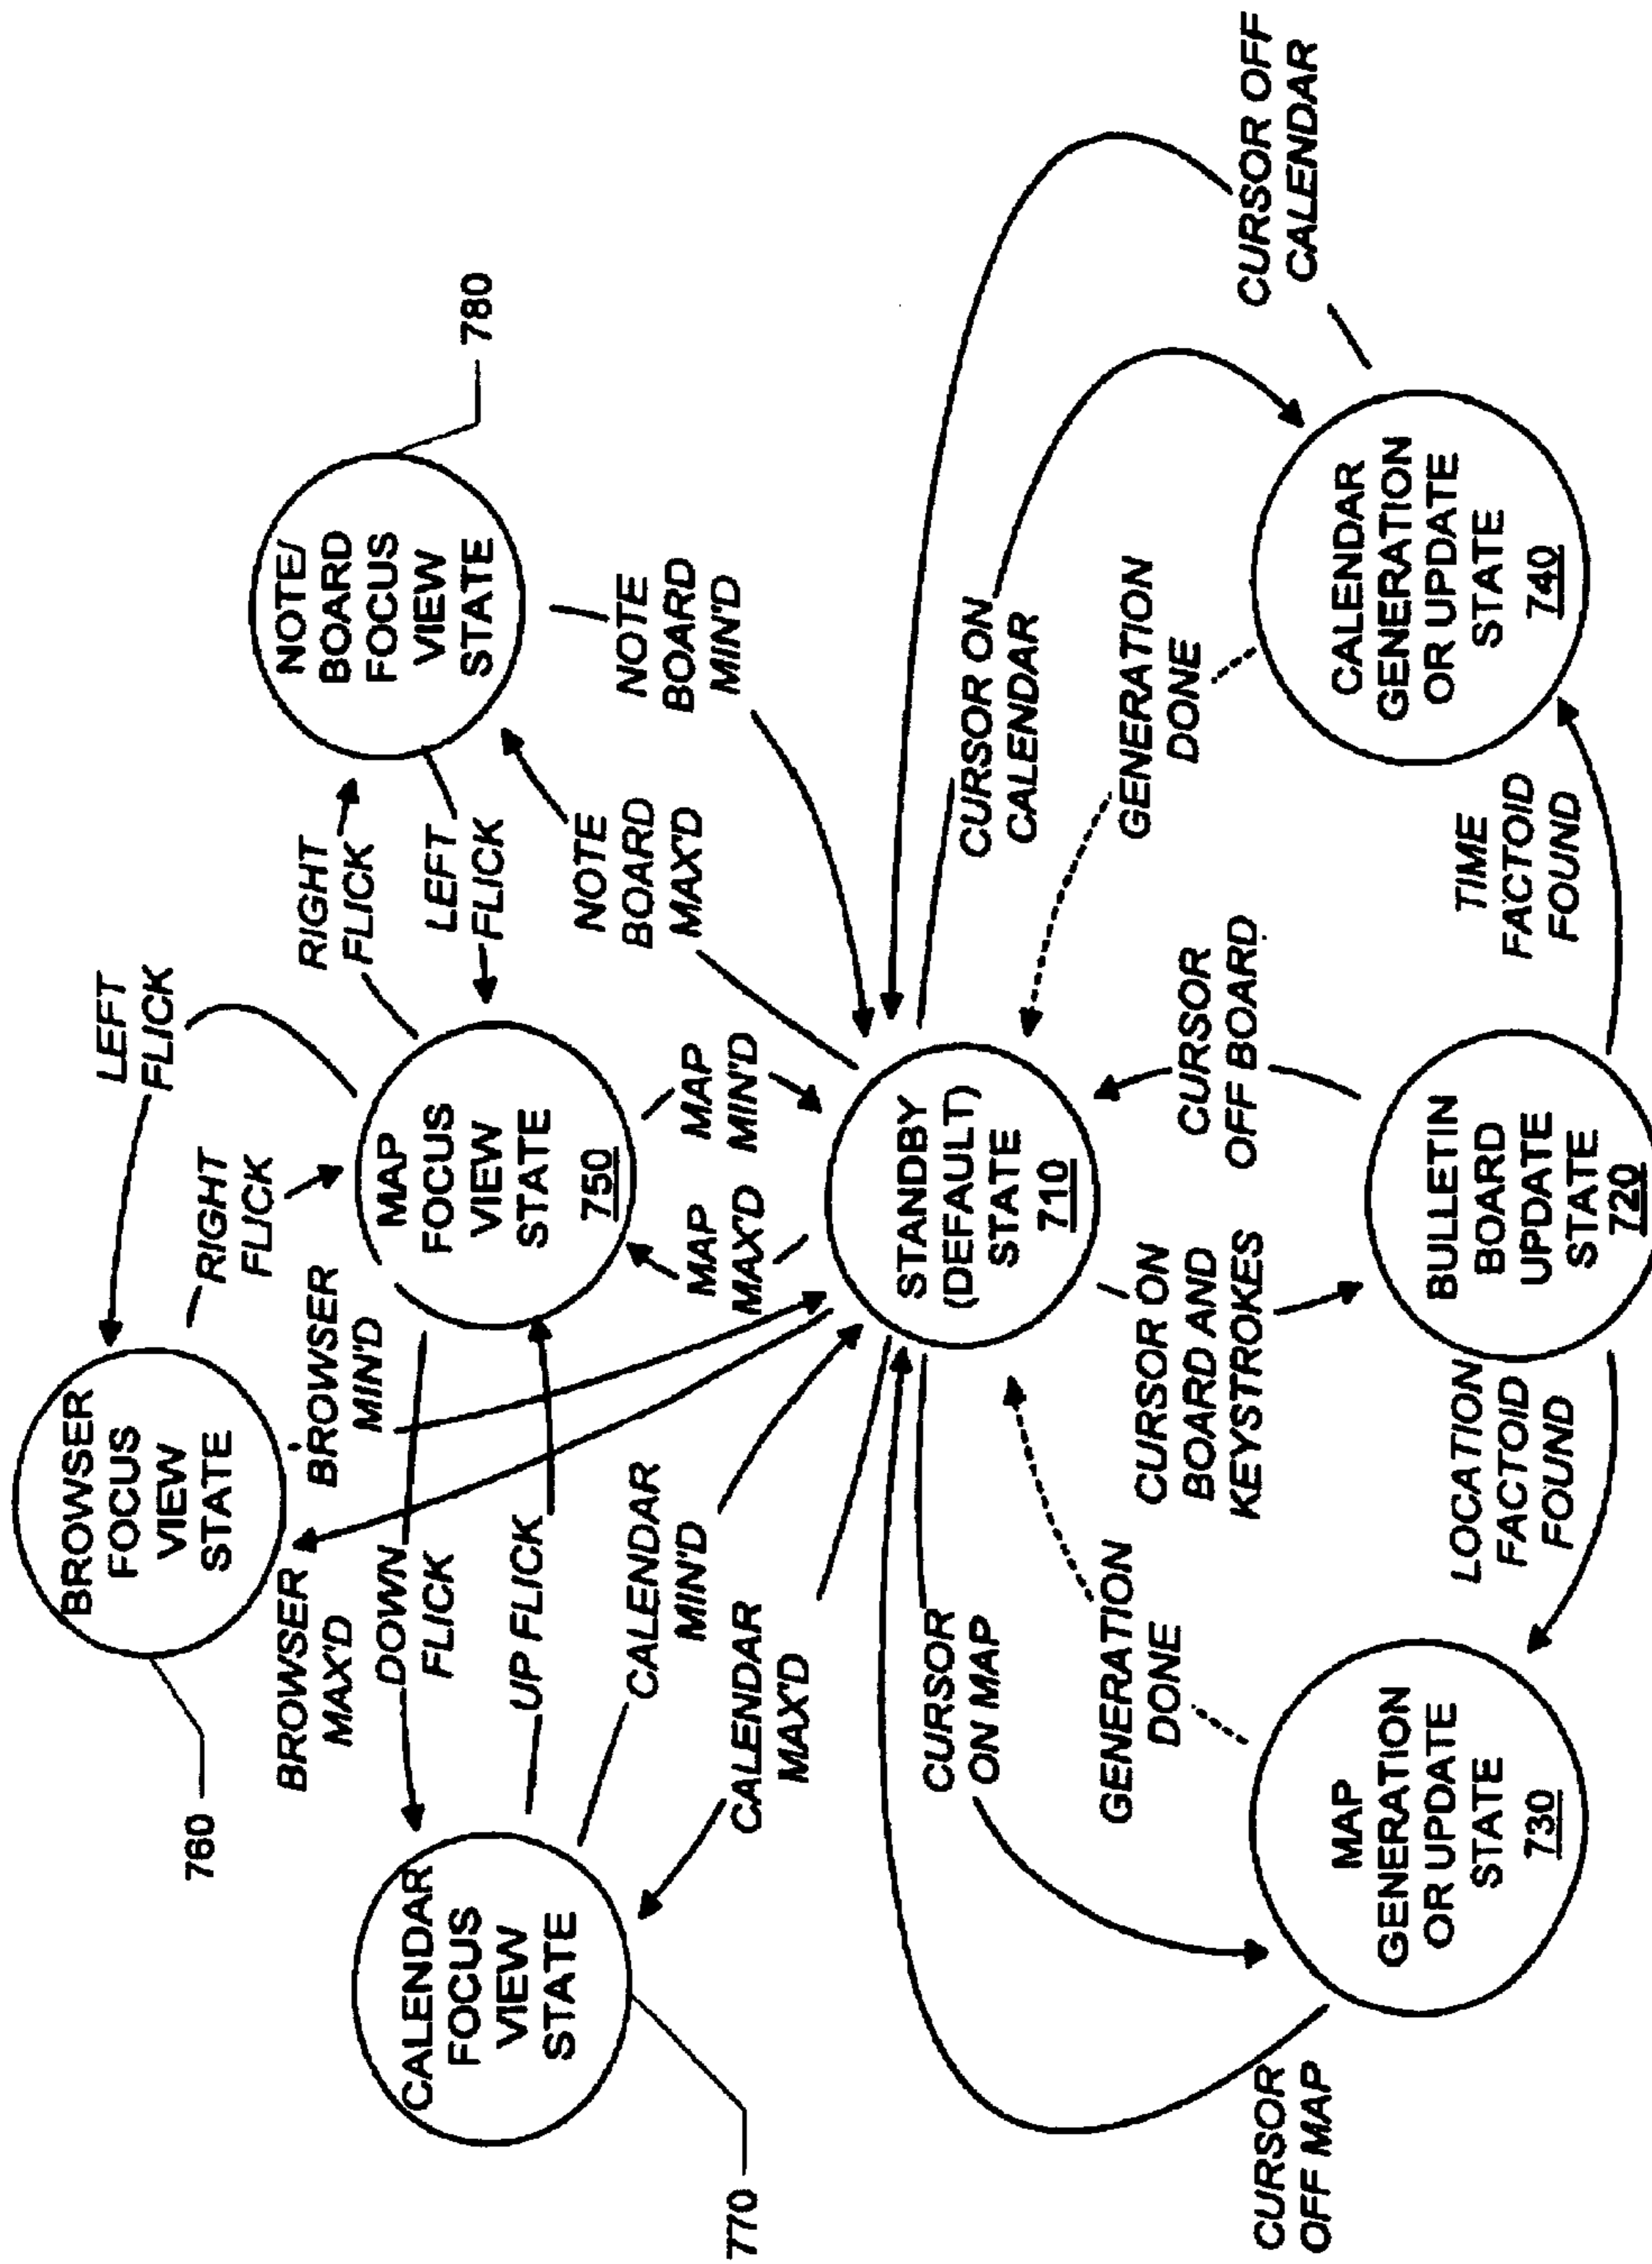 BROWSER
FOCUS
VIEW
STATE
760
LEFT
FLICK
RIGHT
FLICK
BROWSER
MIN'D
BROWSER
MAX'D
DOWN
FLICK
UP FLICK
CALENDAR
FOCUS
VIEW
STATE
770
CALENDAR
MIN'D
CALENDAR
MAX'D
MAP
FOCUS
VIEW
STATE
750
RIGHT
FLICK
LEFT
FLICK
NOTE/
BOARD
FOCUS
VIEW
STATE
780
NOTE
BOARD
MAX'D
NOTE
BOARD
MIN'D
MAP
MAX'D
MAP
MIN'D
STANDBY
(DEFAULT)
STATE
710
CURSOR
ON MAP
CURSOR
OFF MAP
GENERATION
DONE
CURSOR ON
BOARD AND
KEYSTROKES
CURSOR
OFF BOARD
GENERATION
DONE
CURSOR ON
CALENDAR
CURSOR OFF
CALENDAR
MAP
GENERATION
OR UPDATE
STATE
730
LOCATION
FACTOID
FOUND
BULLETIN
BOARD
UPDATE
STATE
720
TIME
FACTOID
FOUND
CALENDAR
GENERATION
OR UPDATE
STATE
740